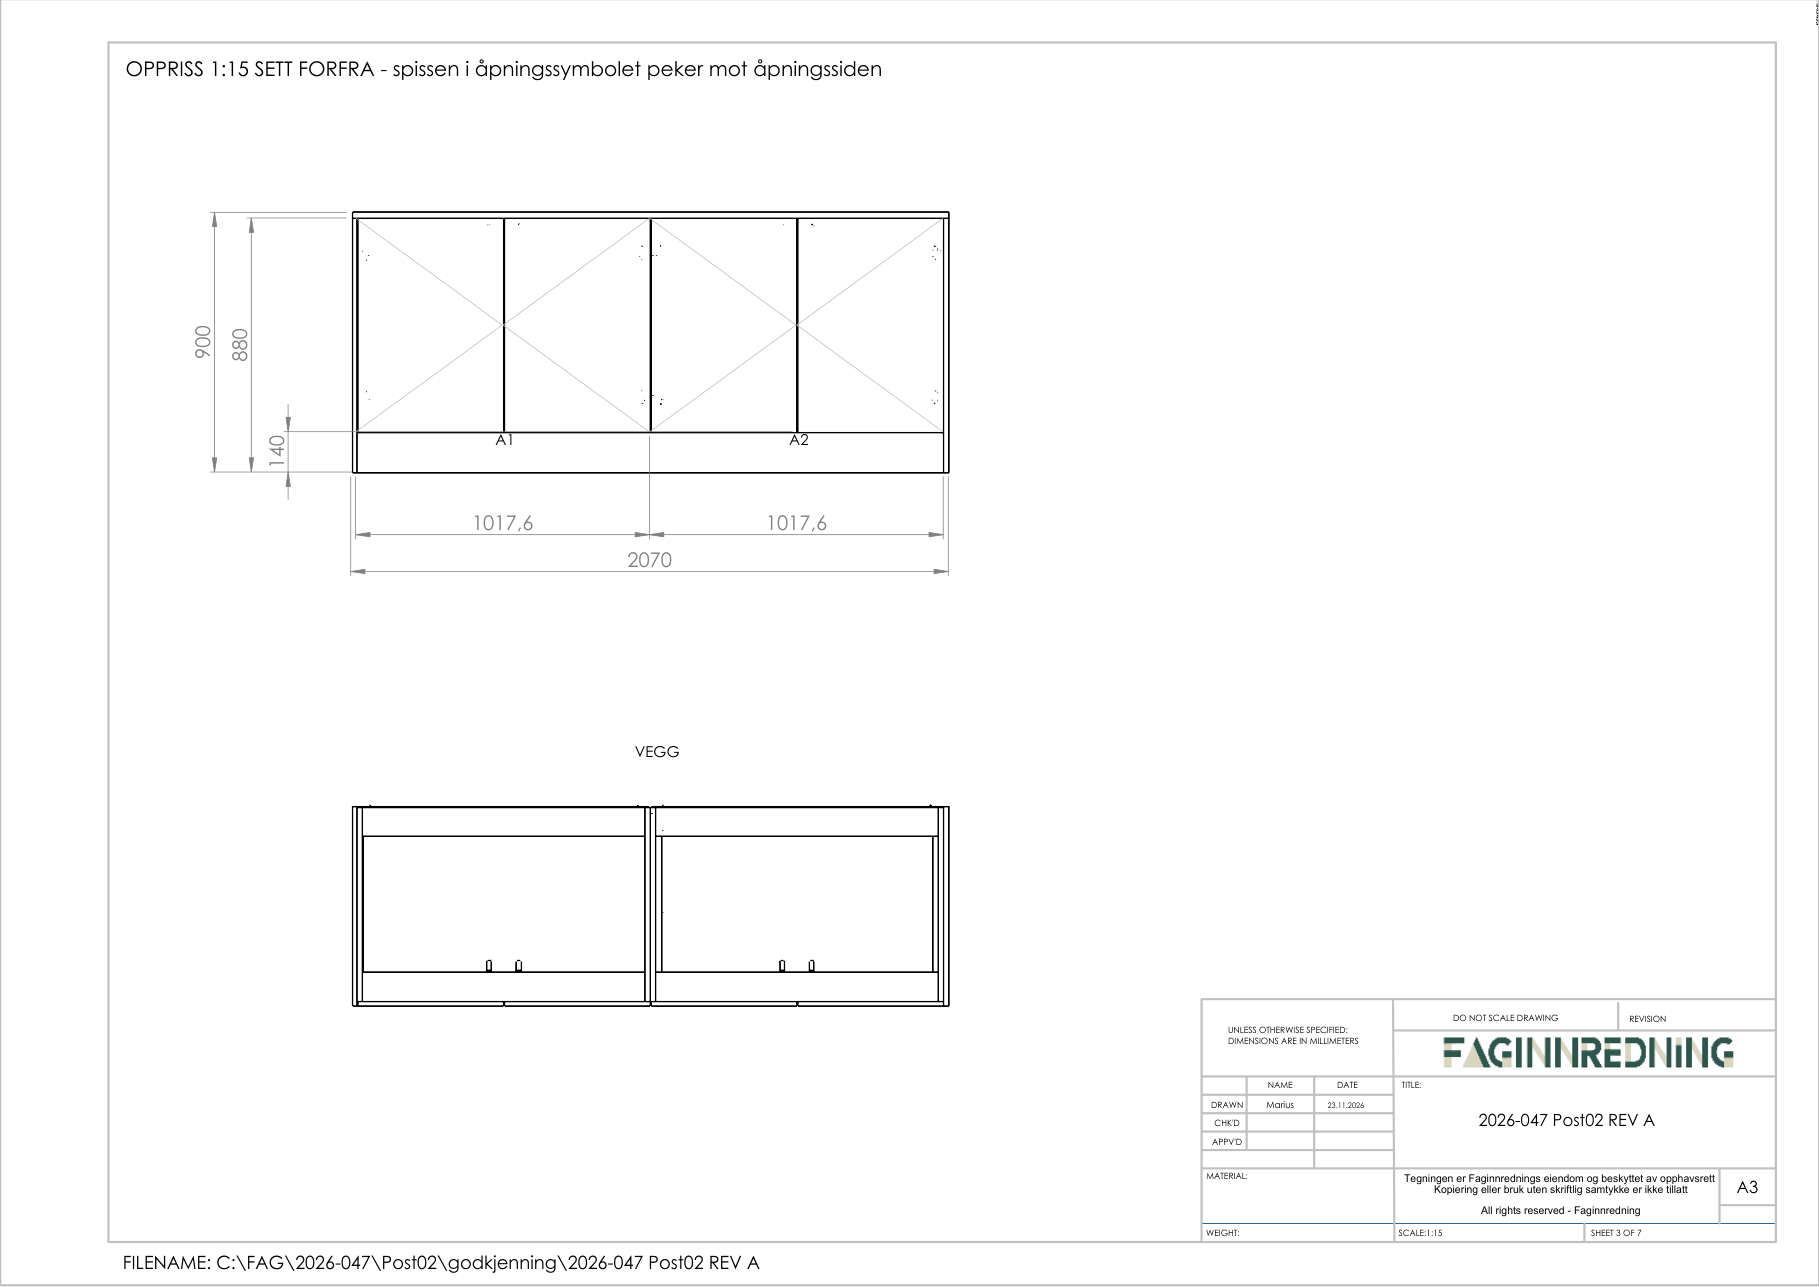 OPPRISS 1:15 SETT FORFRA - spissen i åpningssymbolet peker mot åpningssiden
900
880
140
A1
A2
1017,6
1017,6
2070
VEGG
UNLESS OTHERWISE SPECIFIED:
DIMENSIONS ARE IN MILLIMETERS
DO NOT SCALE DRAWING
REVISION
FAGINNREDNING
NAME
DATE
TITLE:
DRAWN
Marius
23.11.2026
CHK'D
APPV'D
2026-047 Post02 REV A
MATERIAL:
Tegningen er Faginnrednings eiendom og beskyttet av opphavsrett
Kopiering eller bruk uten skriftlig samtykke er ikke tillatt
All rights reserved - Faginnredning
A3
WEIGHT:
SCALE:1:15
SHEET 3 OF 7
FILENAME: C:\FAG\2026-047\Post02\godkjenning\2026-047 Post02 REV A